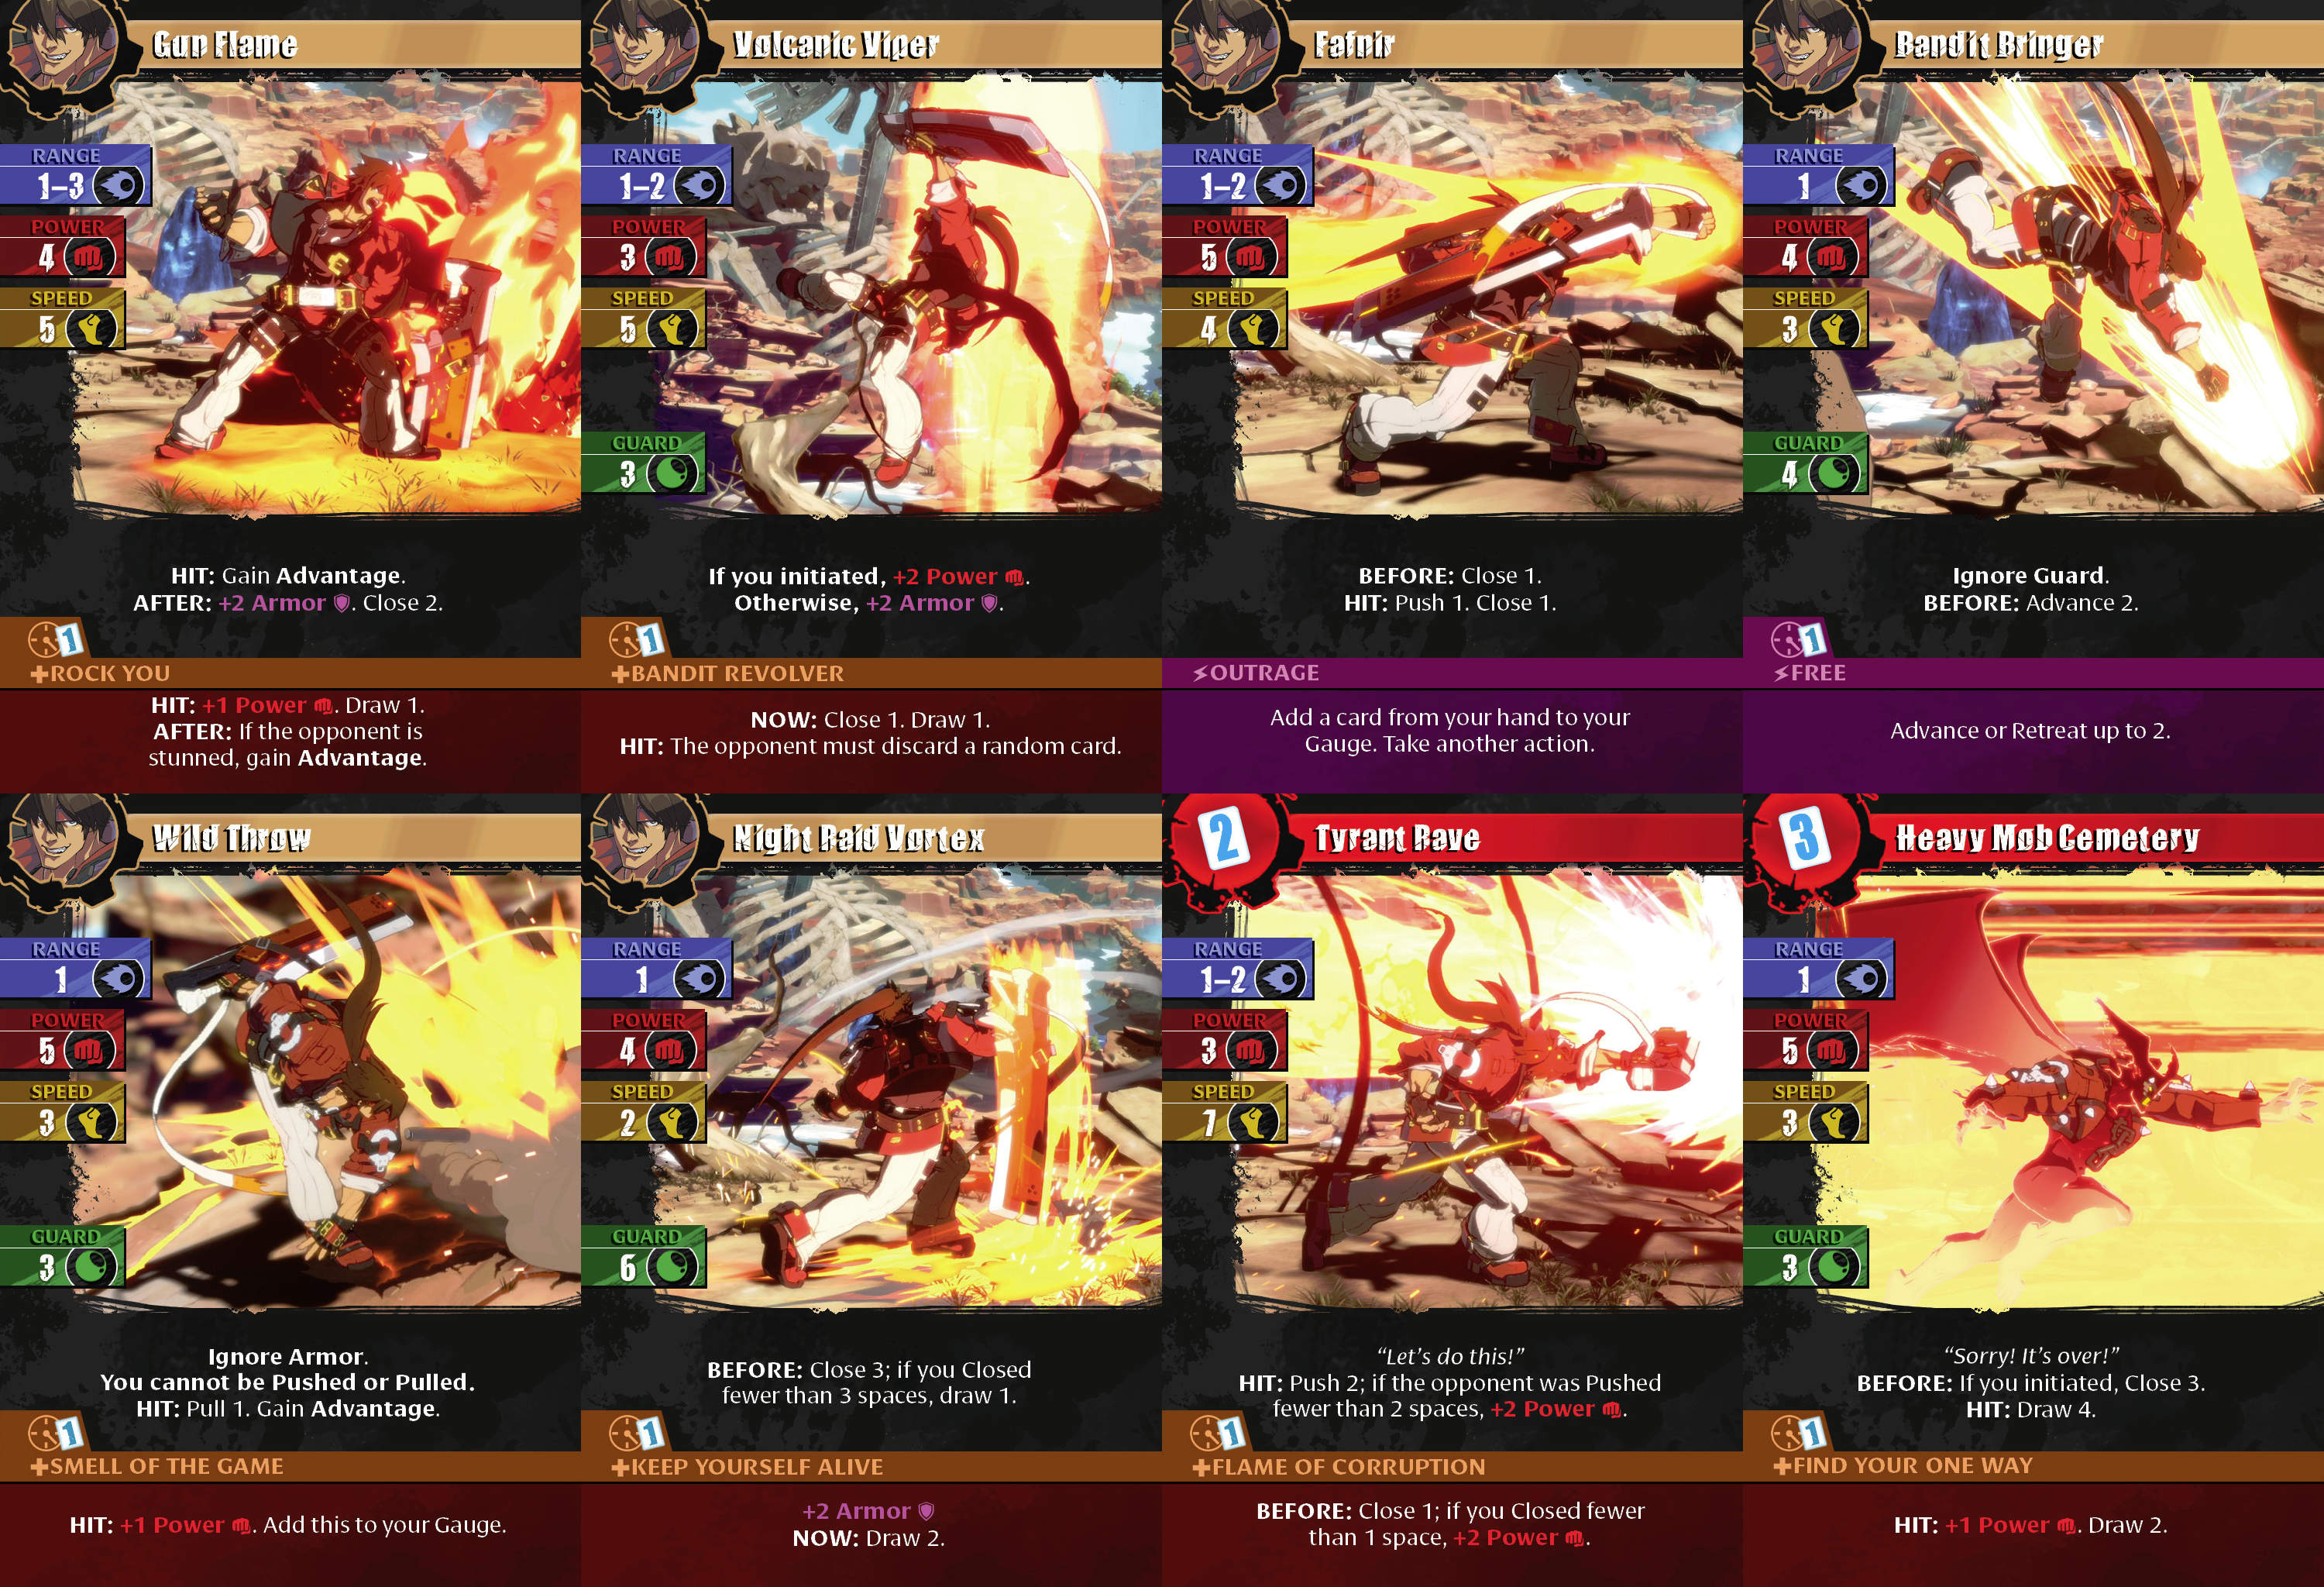 Gun Flame
RANGE
1–3
POWER
4
SPEED
5
HIT: Gain Advantage.
AFTER: +2 Armor. Close 2.
1
+ROCK YOU
HIT: +1 Power. Draw 1.
AFTER: If the opponent is
stunned, gain Advantage.
Volcanic Viper
RANGE
1–2
POWER
3
SPEED
5
GUARD
3
If you initiated, +2 Power.
Otherwise, +2 Armor.
1
+BANDIT REVOLVER
NOW: Close 1. Draw 1.
HIT: The opponent must discard a random card.
Fafnir
RANGE
1–2
POWER
5
SPEED
4
BEFORE: Close 1.
HIT: Push 1. Close 1.
OUTRAGE
Add a card from your hand to your
Gauge. Take another action.
Bandit Bringer
RANGE
1
POWER
4
SPEED
3
GUARD
4
Ignore Guard.
BEFORE: Advance 2.
1
FREE
Advance or Retreat up to 2.
Wild Throw
RANGE
1
POWER
5
SPEED
3
GUARD
3
Ignore Armor.
You cannot be Pushed or Pulled.
HIT: Pull 1. Gain Advantage.
1
+SMELL OF THE GAME
HIT: +1 Power. Add this to your Gauge.
Night Raid Vortex
RANGE
1
POWER
4
SPEED
2
GUARD
6
BEFORE: Close 3; if you Closed
fewer than 3 spaces, draw 1.
1
+KEEP YOURSELF ALIVE
+2 Armor
NOW: Draw 2.
2
Tyrant Rave
RANGE
1–2
POWER
3
SPEED
7
“Let’s do this!”
HIT: Push 2; if the opponent was Pushed
fewer than 2 spaces, +2 Power.
1
+FLAME OF CORRUPTION
BEFORE: Close 1; if you Closed fewer
than 1 space, +2 Power.
3
Heavy Mob Cemetery
RANGE
1
POWER
5
SPEED
3
GUARD
3
“Sorry! It’s over!”
BEFORE: If you initiated, Close 3.
HIT: Draw 4.
1
+FIND YOUR ONE WAY
HIT: +1 Power. Draw 2.